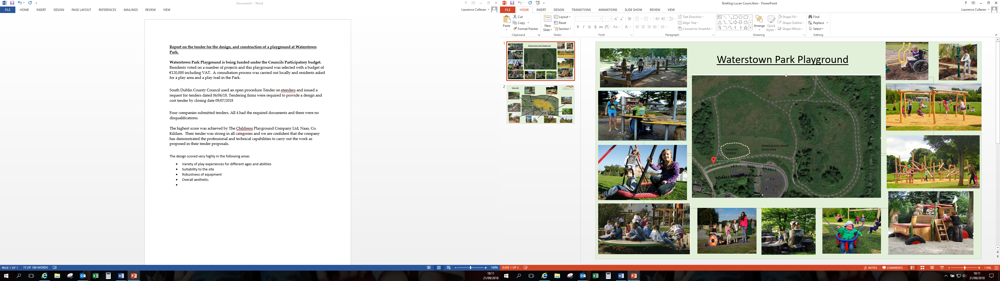 Document1 - Word
Laurence Colleran
FILE HOME INSERT DESIGN PAGE LAYOUT REFERENCES MAILINGS REVIEW VIEW
Report on the tender for the design, and construction of a playground at Waterstown
Park.
Waterstown Park Playground is being funded under the Councils Participatory budget.
Residents voted on a number of projects and this playground was selected with a budget of
€120,000 including VAT. A consultation process was carried out locally and residents asked
for a play area and a play trail in the Park.
South Dublin County Council used an open procedure Tender on etenders and issued a
request for tenders dated 06/06/18. Tendering firms were required to provide a design and
cost tender by closing date 09/07/2018
Four companies submitted tenders. All 4 had the required documents and there were no
disqualifications.
The highest score was achieved by The Childrens Playground Company Ltd, Naas, Co.
Kildare. Their tender was strong in all categories and we are confident that the company
has demonstrated the professional and technical capabilities to carry out the work as
proposed in their tender proposals.
The design scored very highly in the following areas
• Variety of play experiences for different ages and abilities
• Suitability to the site
• Robustness of equipment
• Overall aesthetic.
•
PAGE 1 OF 1 73 OF 188 WORDS
100%
18:11
21/09/2018
Briefing Lucan Councillors - PowerPoint
Laurence Colleran
FILE HOME INSERT DESIGN TRANSITIONS ANIMATIONS SLIDE SHOW REVIEW VIEW
Paste
Cut
Copy
Format Painter
Clipboard
New
Slide
Layout
Reset
Section
Slides
B I U S abc AV Aa A
Font
Text Direction
Align Text
Convert to SmartArt
Paragraph
Arrange
Quick
Styles
Shape Fill
Shape Outline
Shape Effects
Drawing
Find
Replace
Select
Editing
1
Waterstown Park Playground
2
Play Trail
Waterstown Park Playground
Favoured
location
Retain as kick about/
picnic area
Waterstown Park
SLIDE 1 OF 2
NOTES
COMMENTS
116%
18:11
21/09/2018